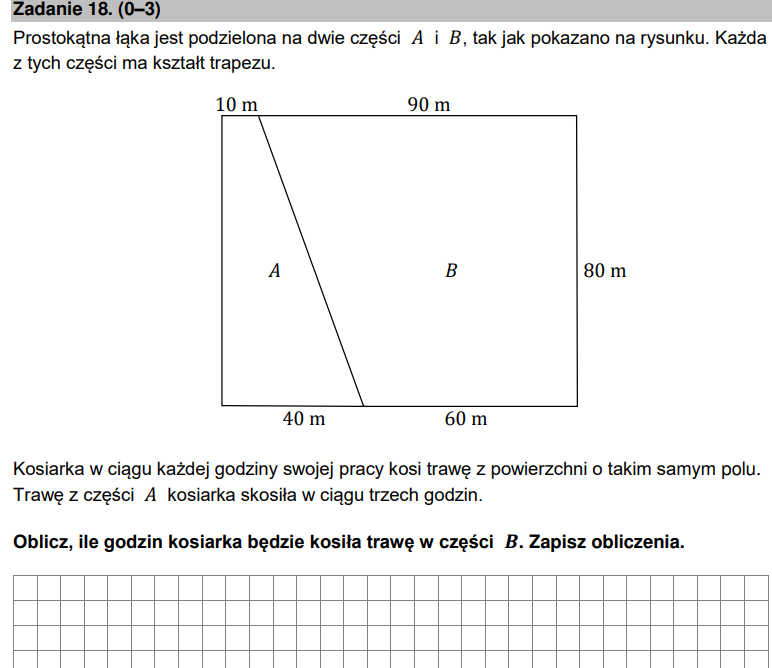 Zadanie 18. (0–3)
Prostokątna łąka jest podzielona na dwie części A i B, tak jak pokazano na rysunku. Każda
z tych części ma kształt trapezu.
10 m 90 m
A B 80 m
40 m 60 m
Kosiarka w ciągu każdej godziny swojej pracy kosi trawę z powierzchni o takim samym polu.
Trawę z części A kosiarka skosiła w ciągu trzech godzin.
Oblicz, ile godzin kosiarka będzie kosiła trawę w części B. Zapisz obliczenia.